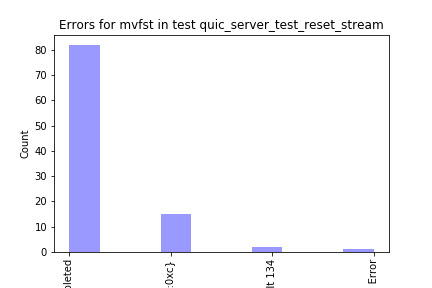 Errors for mvfst in test quic_server_test_reset_stream
Count
80
70
60
50
40
30
20
10
0
pleted
:0xc}
lt 134
Error